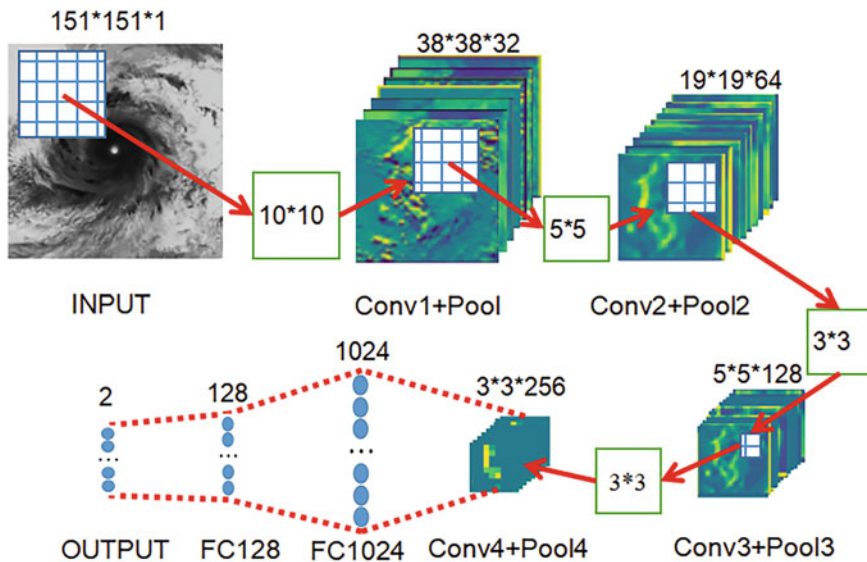 151*151*1
38*38*32
19*19*64
10*10
5*5
INPUT
Conv1+Pool
Conv2+Pool2
3*3
1024
2
128
3*3*256
5*5*128
...
...
...
3*3
OUTPUT
FC128
FC1024
Conv4+Pool4
Conv3+Pool3